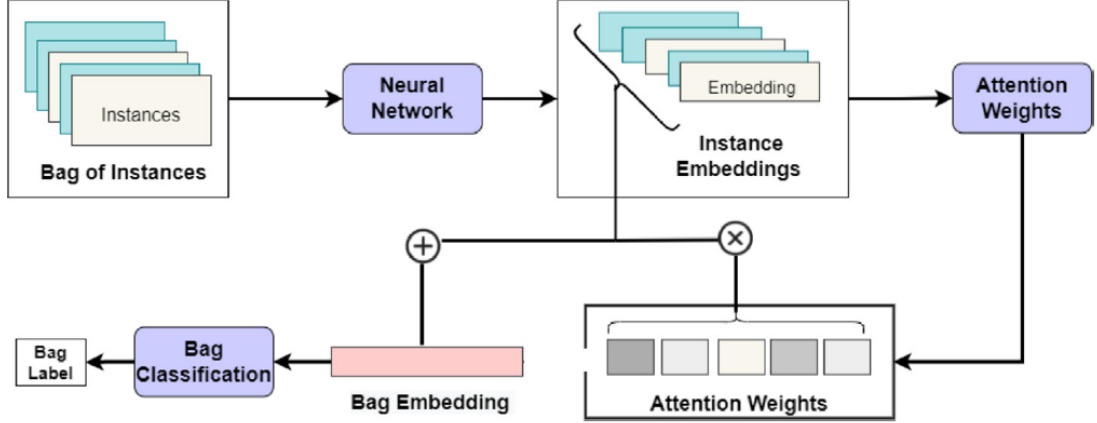 Instances
Bag of Instances
Neural
Network
Embedding
Instance
Embeddings
Attention
Weights
Bag
Label
Bag
Classification
Bag Embedding
Attention Weights